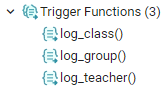 Trigger Functions (3)
log_class()
log_group()
log_teacher()